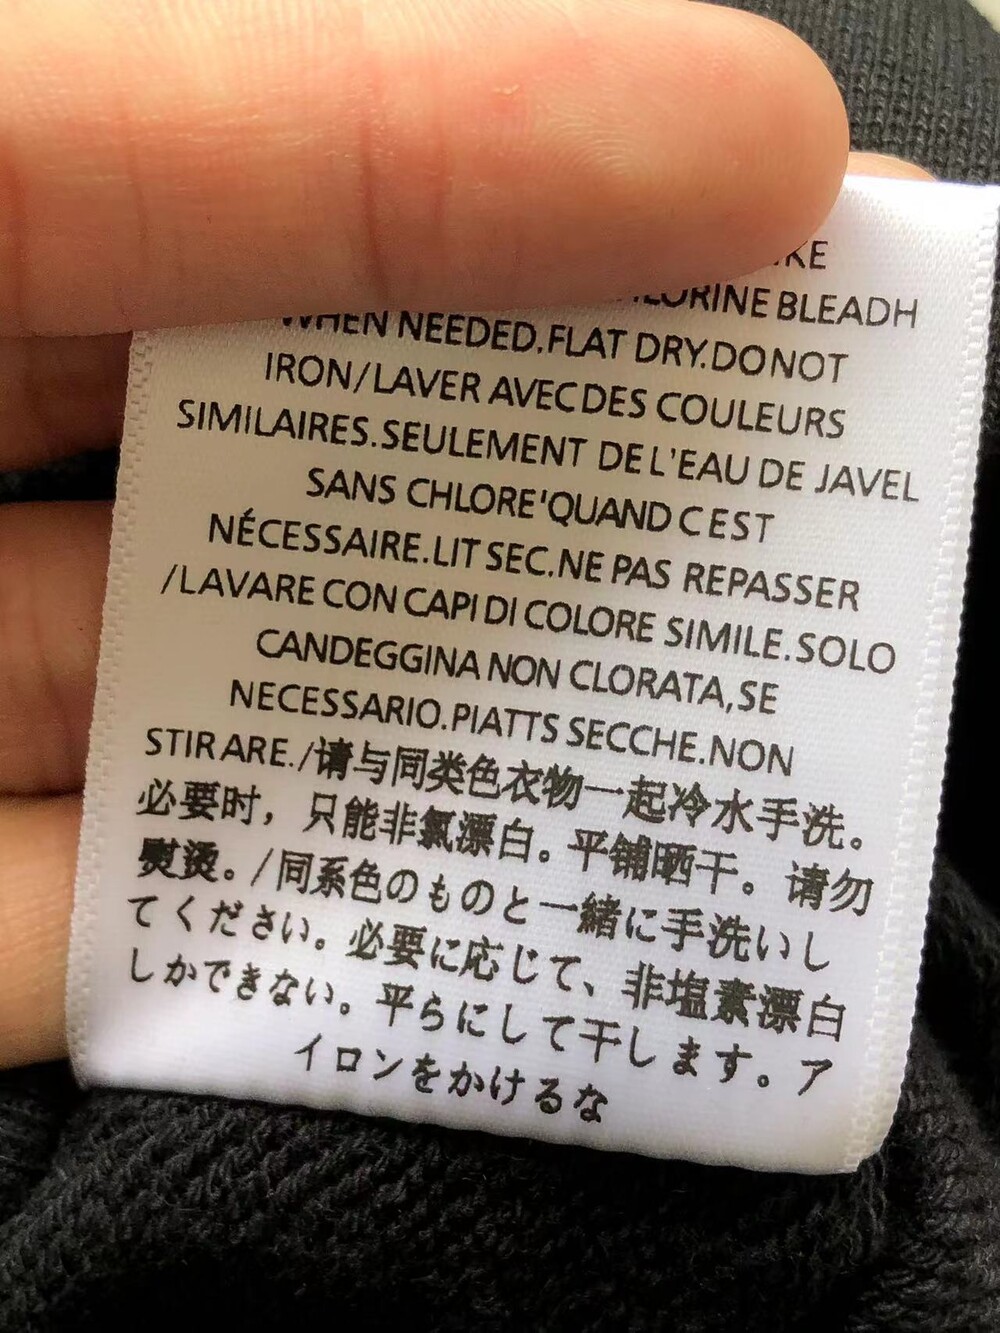 KE
CHLORINE BLEADH
WHEN NEEDED.FLAT DRY.DO NOT
IRON/LAVER AVEC DES COULEURS
SIMILAIRES.SEULEMENT DE L'EAU DE JAVEL
SANS CHLORE'QUAND C EST
NÉCESSAIRE.LIT SEC.NE PAS REPASSER
/LAVARE CON CAPI DI COLORE SIMILE.SOLO
CANDEGGINA NON CLORATA,SE
NECESSARIO.PIATTS SECCHE.NON
STIRARE./请与同类色衣物一起冷水手洗。
必要时，只能非氯漂白。平铺晒干。请勿
熨烫。/同系色のものと一緒に手洗いし
てください。必要に応じて、非塩素漂白
しかできない。平らにして干します。ア
イロンをかけるな